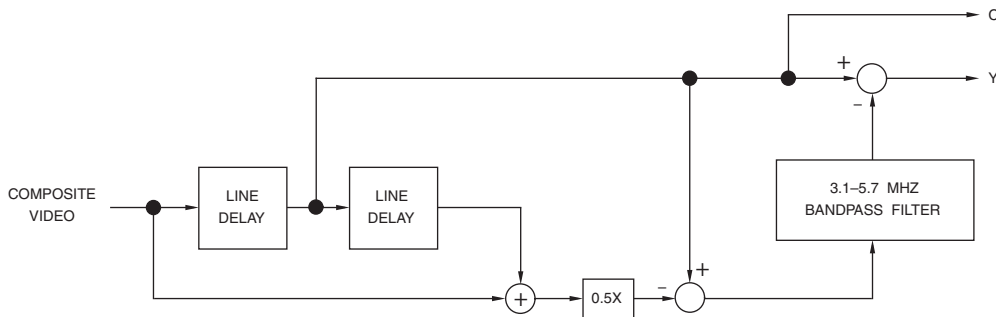 C
+
Y
–
COMPOSITE
VIDEO
LINE
DELAY
LINE
DELAY
3.1–5.7 MHZ
BANDPASS FILTER
+
+
0.5X
–